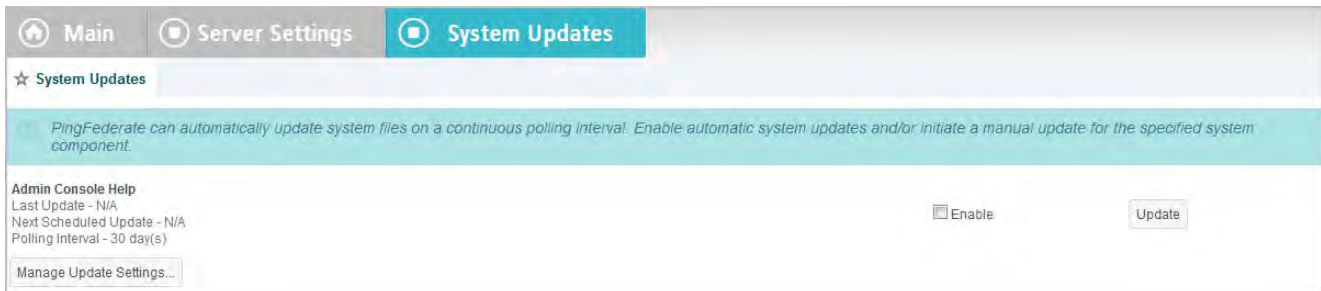 Main Server Settings System Updates
System Updates
PingFederate can automatically update system files on a continuous polling interval. Enable automatic system updates and/or initiate a manual update for the specified system
component.
Admin Console Help
Last Update - N/A
Next Scheduled Update - N/A
Polling Interval - 30 day(s)
Enable Update
Manage Update Settings...